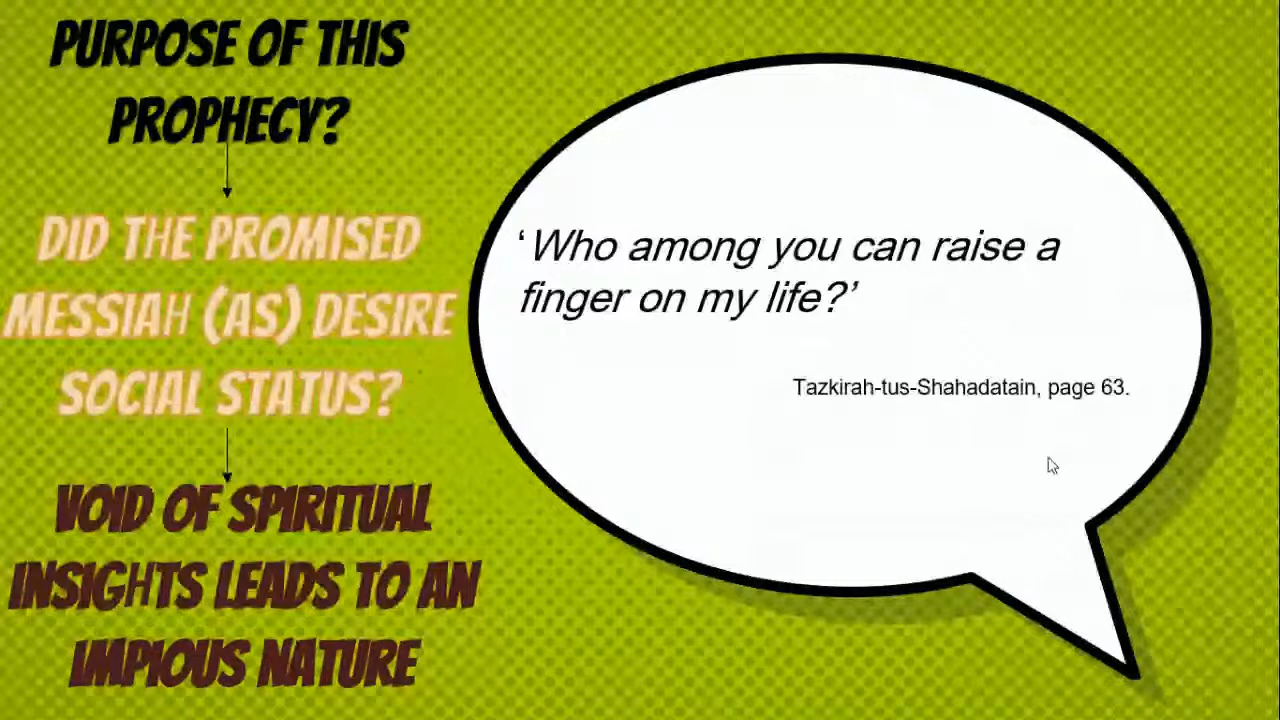 PURPOSE OF THIS
PROPHECY?
DID THE PROMISED
MESSIAH (AS) DESIRE
SOCIAL STATUS?
VOID OF SPIRITUAL
INSIGHTS LEADS TO AN
IMPIOUS NATURE
‘Who among you can raise a
finger on my life?’
Tazkirah-tus-Shahadatain, page 63.